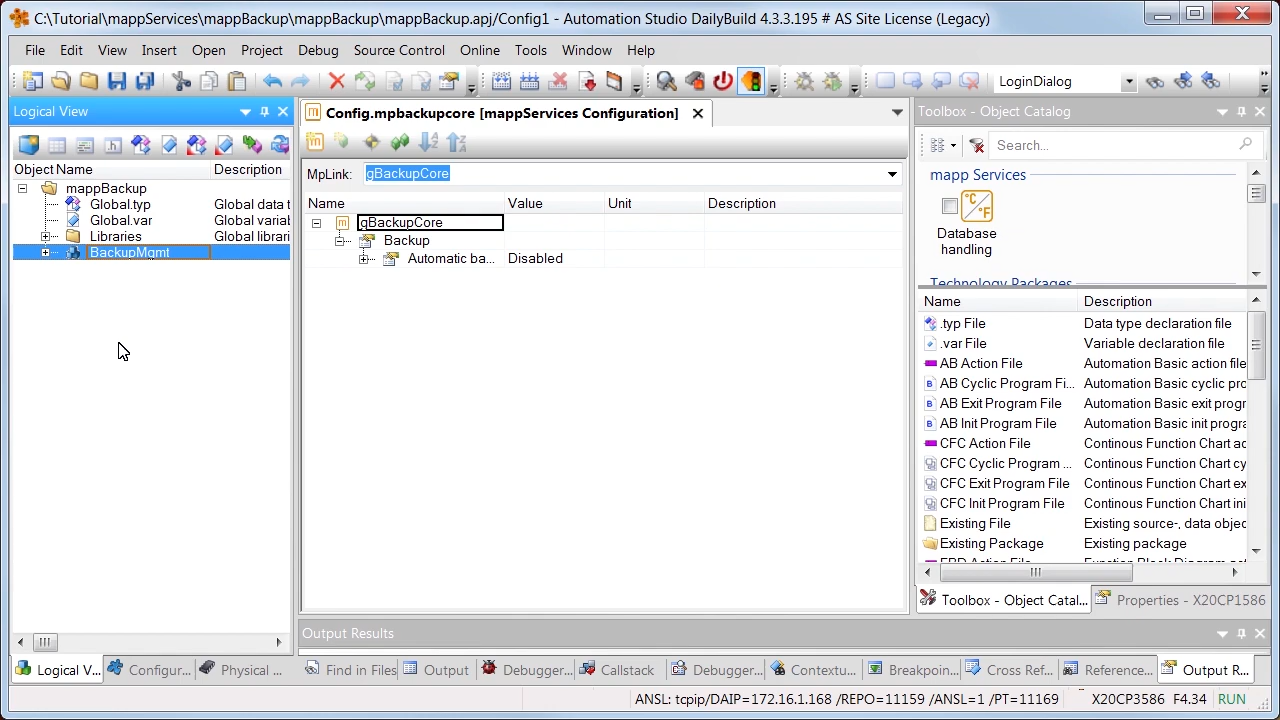 C:\Tutorial\mappServices\mappBackup\mappBackup\mappBackup.apj/Config1 - Automation Studio DailyBuild 4.3.3.195 # AS Site License (Legacy)
File Edit View Insert Open Project Debug Source Control Online Tools Window Help
LoginDialog
Logical View
Object Name Description
mappBackup
Global.typ Global data t
Global.var Global variab
Libraries Global librari
BackupMgmt
Config.mpbackupcore [mappServices Configuration]
MpLink: gBackupCore
Name Value Unit Description
gBackupCore
Backup
Automatic ba... Disabled
Toolbox - Object Catalog
Search...
mapp Services
°C
°F
Database
handling
Technology Packages
Name Description
.typ File Data type declaration file
.var File Variable declaration file
AB Action File Automation Basic action file
AB Cyclic Program Fi... Automation Basic cyclic pro
AB Exit Program File Automation Basic exit progr
AB Init Program File Automation Basic init progra
CFC Action File Continous Function Chart ac
CFC Cyclic Program ... Continous Function Chart cy
CFC Exit Program File Continous Function Chart ex
CFC Init Program File Continous Function Chart ini
Existing File Existing source-, data objec
Existing Package Existing package
Toolbox - Object Catal... Properties - X20CP1586
Output Results
Logical V... Configur... Physical ... Find in Files Output Debugger... Callstack Debugger... Contextu... Breakpoin... Cross Ref... Reference... Output R...
ANSL: tcpip/DAIP=172.16.1.168 /REPO=11159 /ANSL=1 /PT=11169 X20CP3586 F4.34 RUN